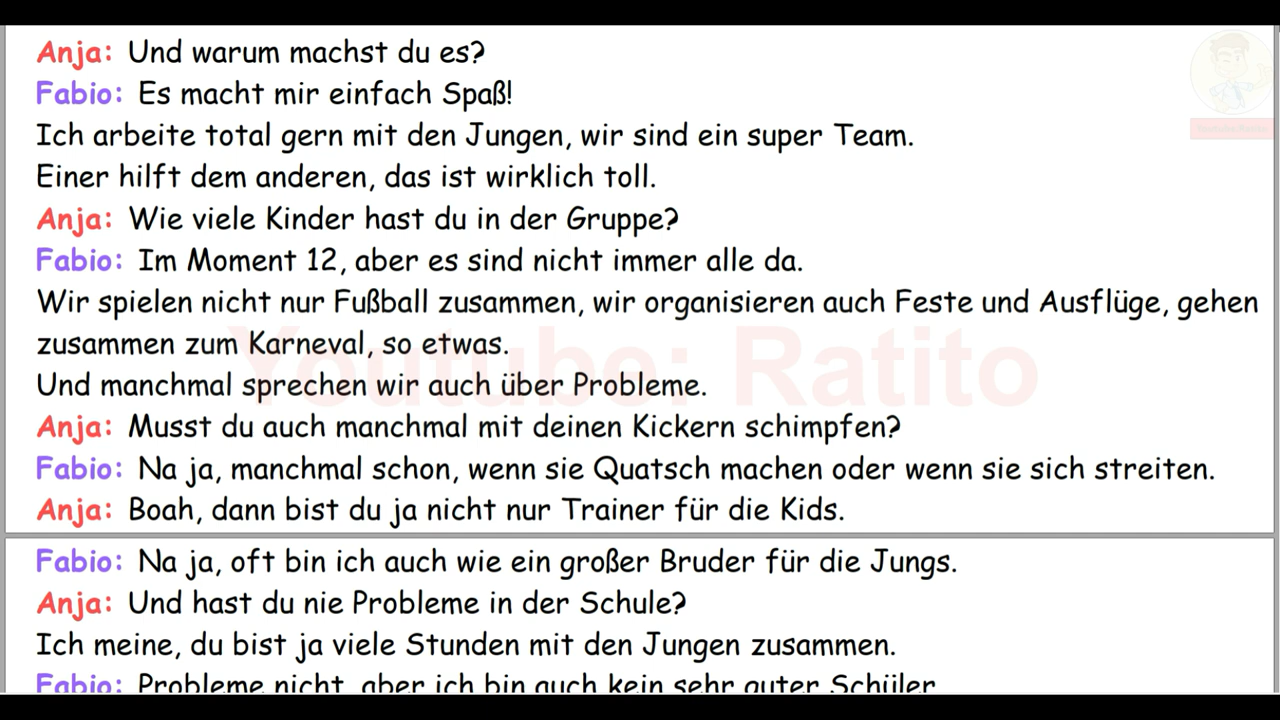 Anja: Und warum machst du es?
Fabio: Es macht mir einfach Spaß!
Ich arbeite total gern mit den Jungen, wir sind ein super Team.
Einer hilft dem anderen, das ist wirklich toll.
Anja: Wie viele Kinder hast du in der Gruppe?
Fabio: Im Moment 12, aber es sind nicht immer alle da.
Wir spielen nicht nur Fußball zusammen, wir organisieren auch Feste und Ausflüge, gehen
zusammen zum Karneval, so etwas.
Youtube: Ratito
Und manchmal sprechen wir auch über Probleme.
Anja: Musst du auch manchmal mit deinen Kickern schimpfen?
Fabio: Na ja, manchmal schon, wenn sie Quatsch machen oder wenn sie sich streiten.
Anja: Boah, dann bist du ja nicht nur Trainer für die Kids.
Fabio: Na ja, oft bin ich auch wie ein großer Bruder für die Jungs.
Anja: Und hast du nie Probleme in der Schule?
Ich meine, du bist ja viele Stunden mit den Jungen zusammen.
Fabio: Probleme nicht, aber ich bin auch kein sehr guter Schüler